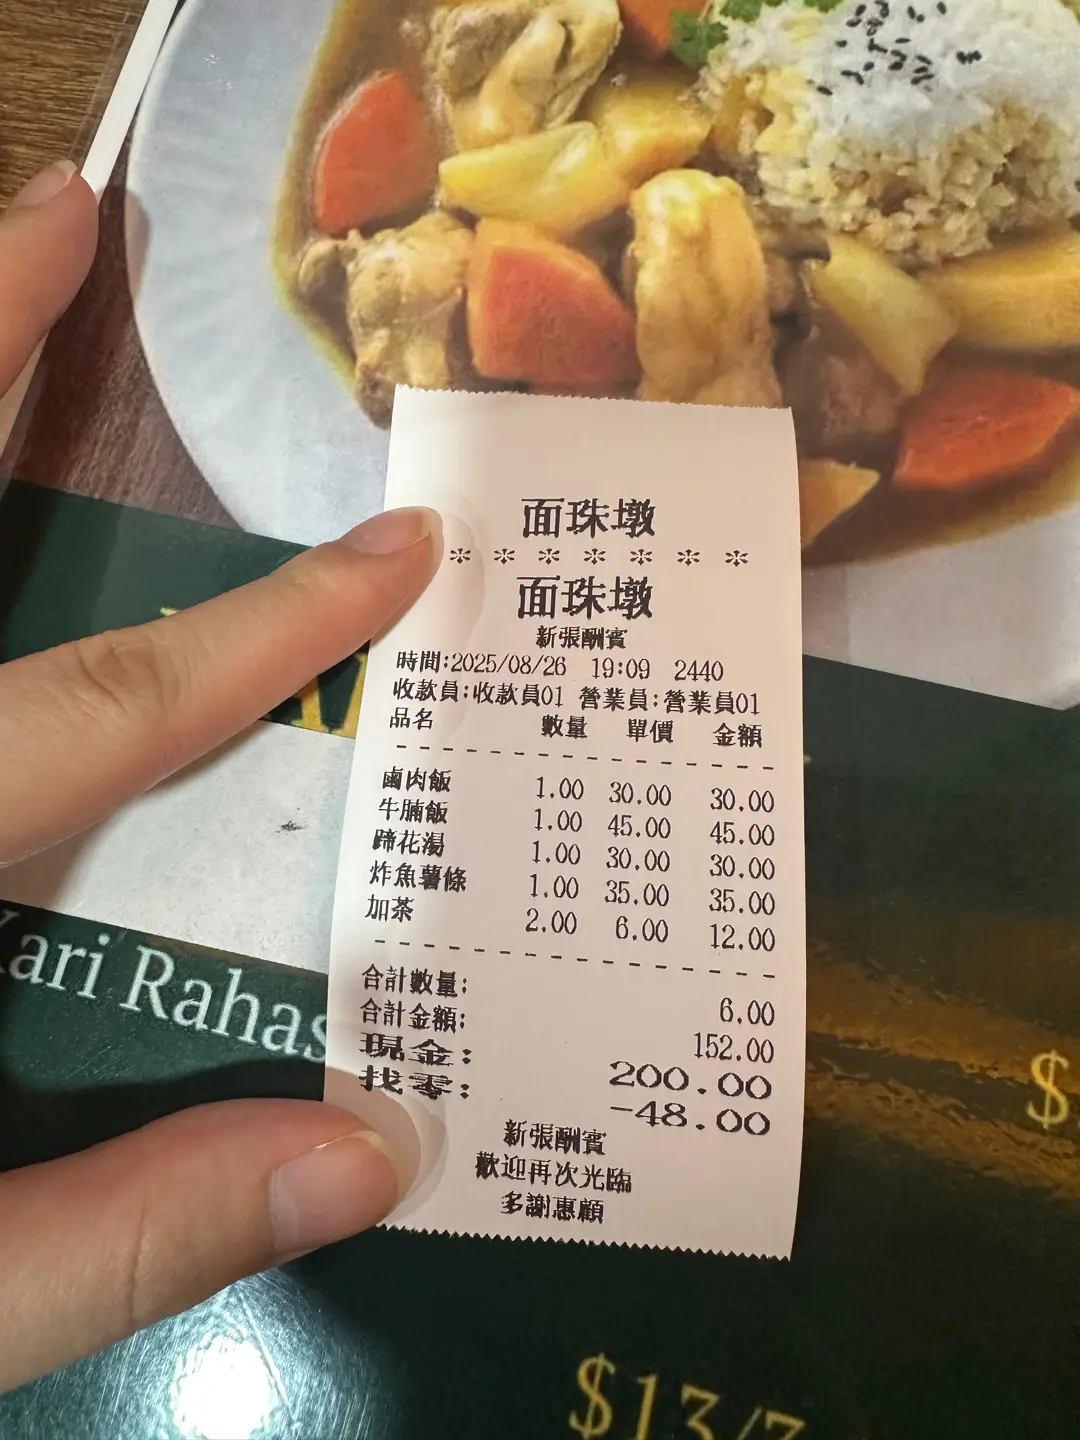 面珠墩
* * * * * * *
面珠墩
新張酬賓
時間:2025/08/26 19:09 2440
收款員:收款員01 營業員:營業員01
品名 數量 單價 金額
滷肉飯 1.00 30.00 30.00
牛腩飯 1.00 45.00 45.00
蹄花湯 1.00 30.00 30.00
炸魚薯條 1.00 35.00 35.00
加茶 2.00 6.00 12.00
合計數量: 6.00
合計金額: 152.00
現金: 200.00
找零: -48.00
新張酬賓
歡迎再次光臨
多謝惠顧
Kari Rahas
$
$13/